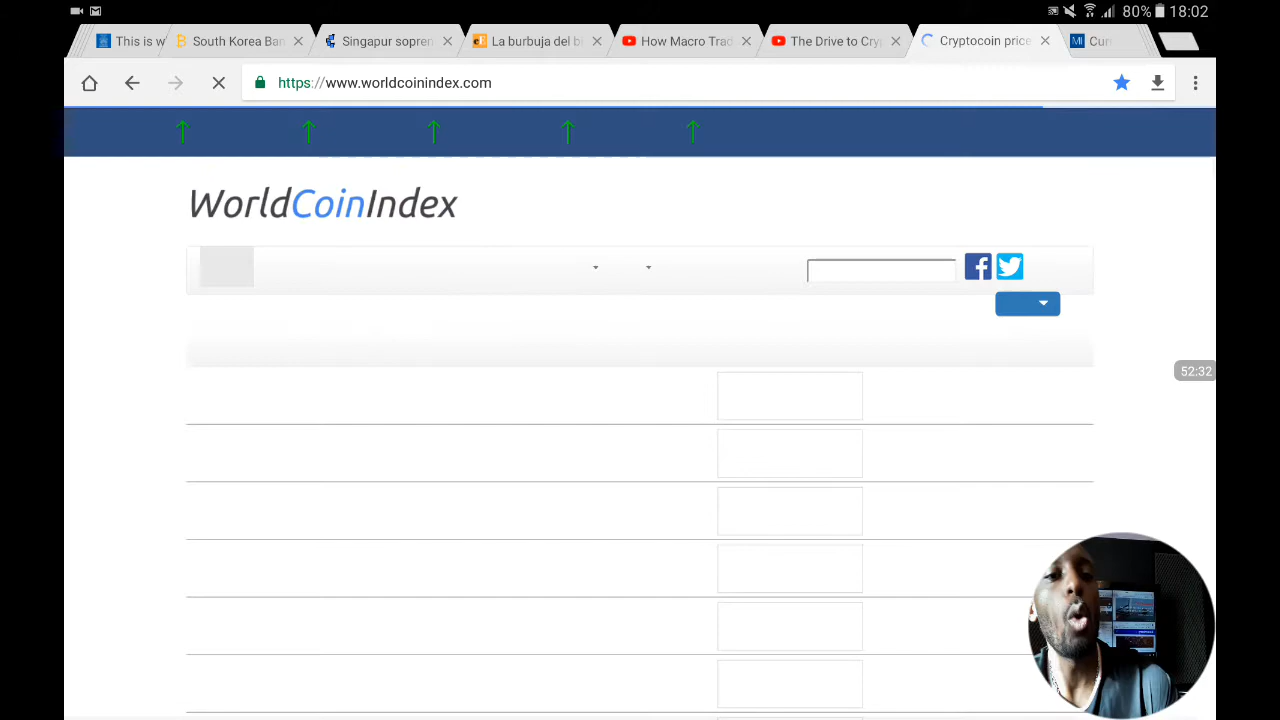 80% 18:02
This is w
South Korea Ban
Singapur sopren
La burbuja del b
How Macro Trad
The Drive to Cry
Cryptocoin price
Curr
https://www.worldcoinindex.com
WorldCoinIndex
52:32